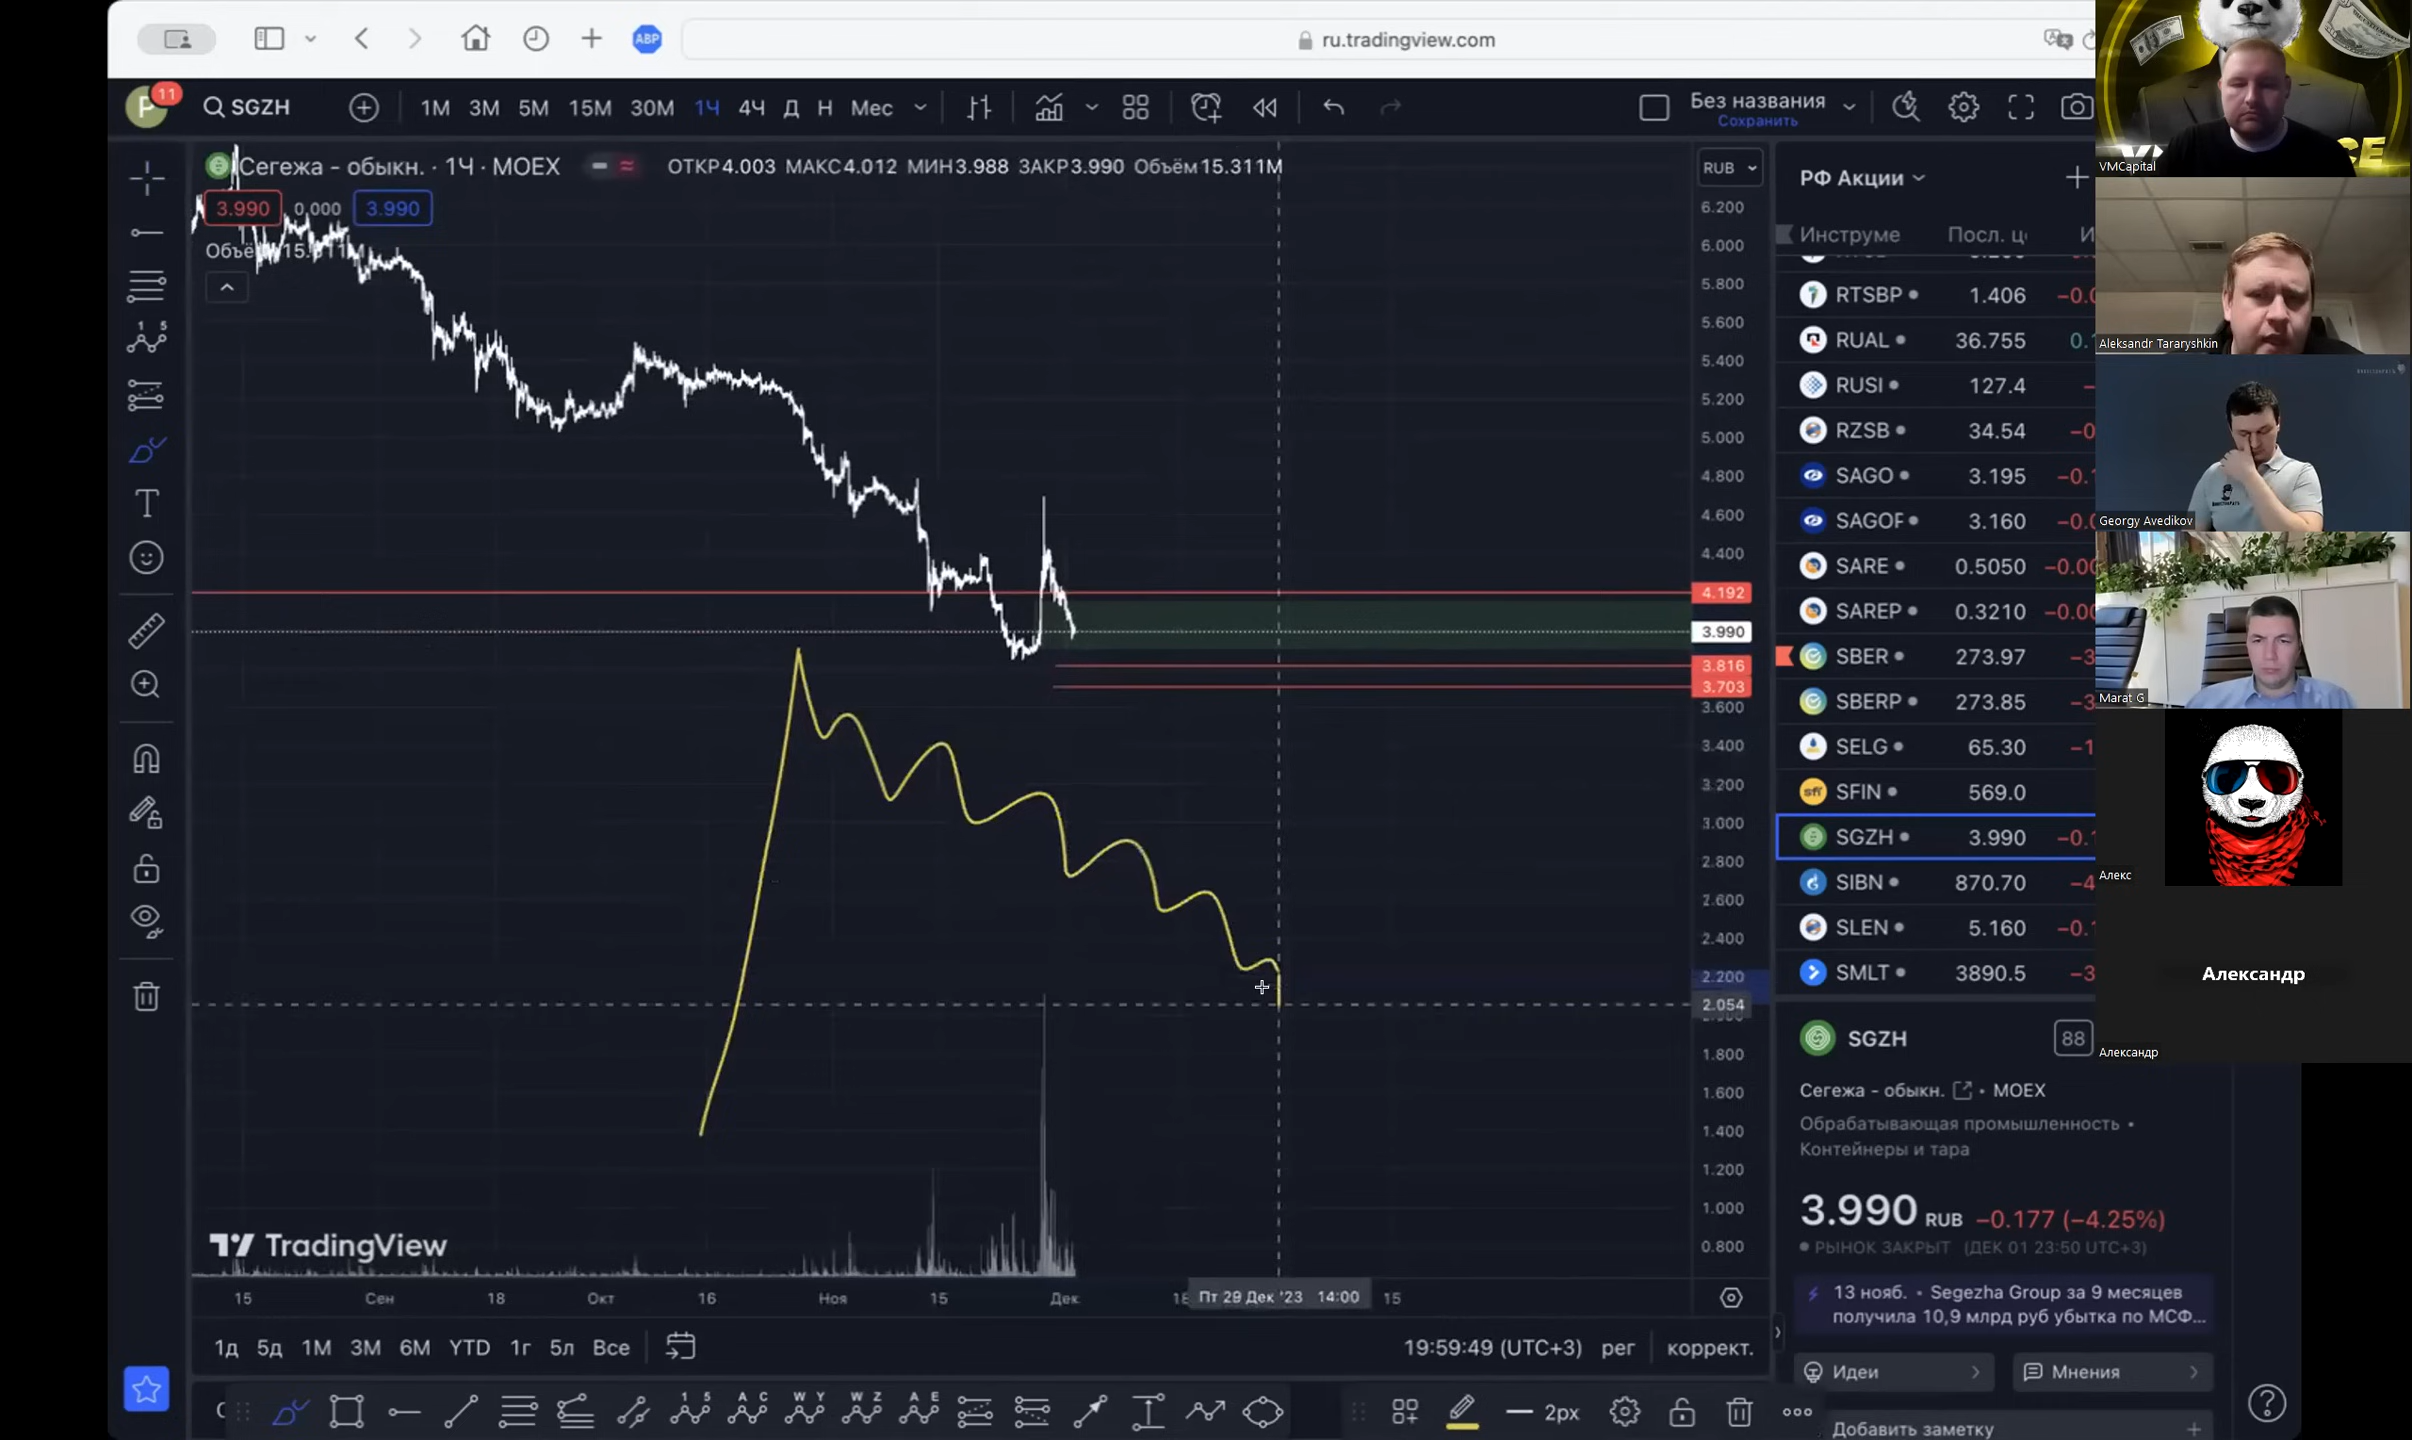 ABP
ru.tradingview.com
P
11
SGZH
1М 3М 5М 15М 30М 1Ч 4Ч Д Н Мес
Без названия
Сохранить
Сегежа - обыкн. · 1Ч · MOEX
ОТКР4.003 МАКС4.012 МИН3.988 ЗАКР3.990 Объём15.311M
3.990 0.000 3.990
RUB
6.200
6.000
5.800
5.600
5.400
5.200
5.000
4.800
4.600
4.400
4.192
3.990
3.816
3.703
3.600
3.400
3.200
3.000
2.800
2.600
2.400
2.200
2.054
1.800
1.600
1.400
1.200
1.000
0.800
TradingView
15 Сен 18 Окт 16 Ноя 15 Дек Пт 29 Дек '23 14:00 15
1д 5д 1М 3М 6М YTD 1г 5л Все
19:59:49 (UTC+3) рег коррект.
2px
РФ Акции
Инструме Посл. ц И
RTSBP 1.406
RUAL 36.755
RUSI 127.4
RZSB 34.54
SAGO 3.195
SAGOP 3.160
SARE 0.5050
SAREP 0.3210
SBER 273.97
SBERP 273.85
SELG 65.30
SFIN 569.0
SGZH 3.990
SIBN 870.70
SLEN 5.160
SMLT 3890.5
SGZH
88
Сегежа - обыкн. • MOEX
Обрабатывающая промышленность •
Контейнеры и тара
3.990 RUB −0.177 (−4.25%)
РЫНОК ЗАКРЫТ (ДЕК 01 23:50 UTC+3)
13 нояб. • Segezha Group за 9 месяцев
получила 10,9 млрд руб убытка по МСФ...
Идеи
Мнения
Добавить заметку
VMCapital
Aleksandr Tararyshkin
Georgy Avedikov
Marat G
Алекс
Александр
Александр